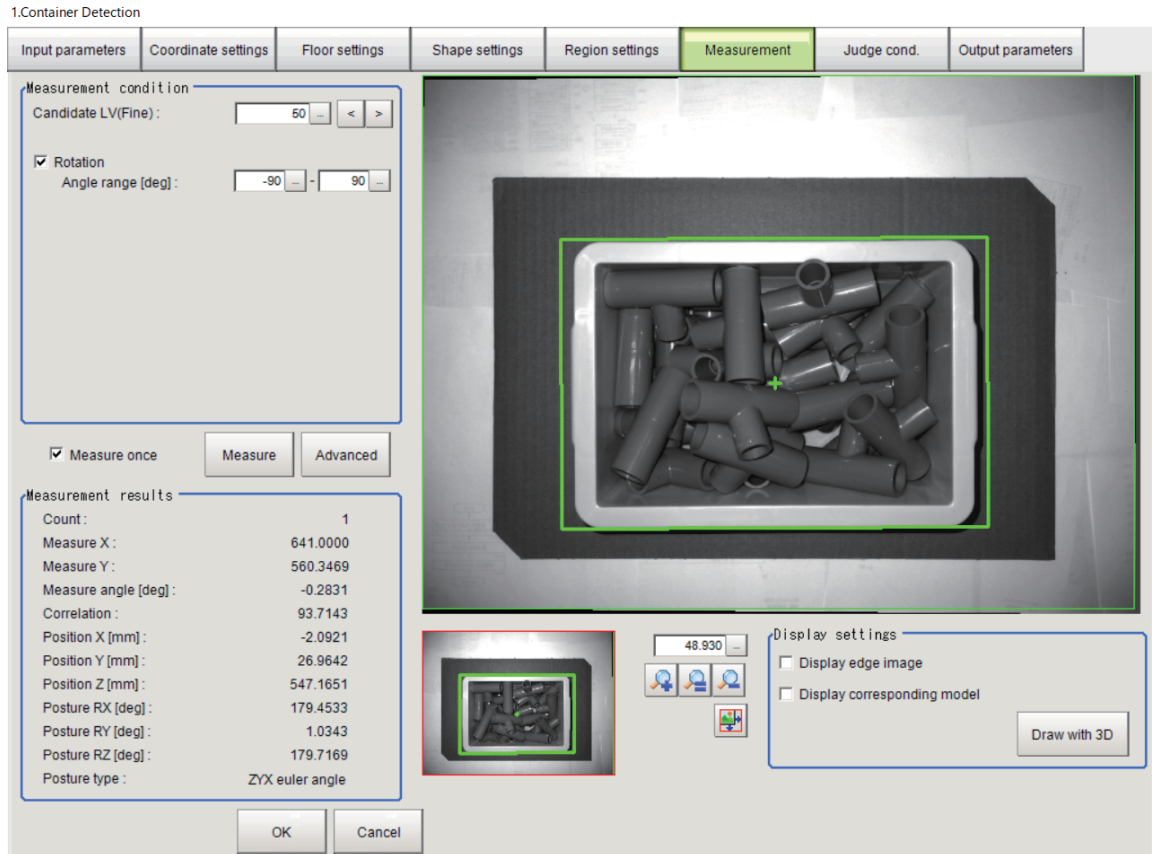 1.Container Detection
Input parameters Coordinate settings Floor settings Shape settings Region settings Measurement Judge cond. Output parameters
Measurement condition
Candidate LV(Fine) : 50 ... < >
Rotation
Angle range [deg] : -90 ... - 90 ...
Measure once Measure Advanced
Measurement results
Count : 1
Measure X : 641.0000
Measure Y : 560.3469
Measure angle [deg] : -0.2831
Correlation : 93.7143
Position X [mm] : -2.0921
Position Y [mm] : 26.9642
Position Z [mm] : 547.1651
Posture RX [deg] : 179.4533
Posture RY [deg] : 1.0343
Posture RZ [deg] : 179.7169
Posture type : ZYX euler angle
OK Cancel
48.930 ...
Display settings
Display edge image
Display corresponding model
Draw with 3D